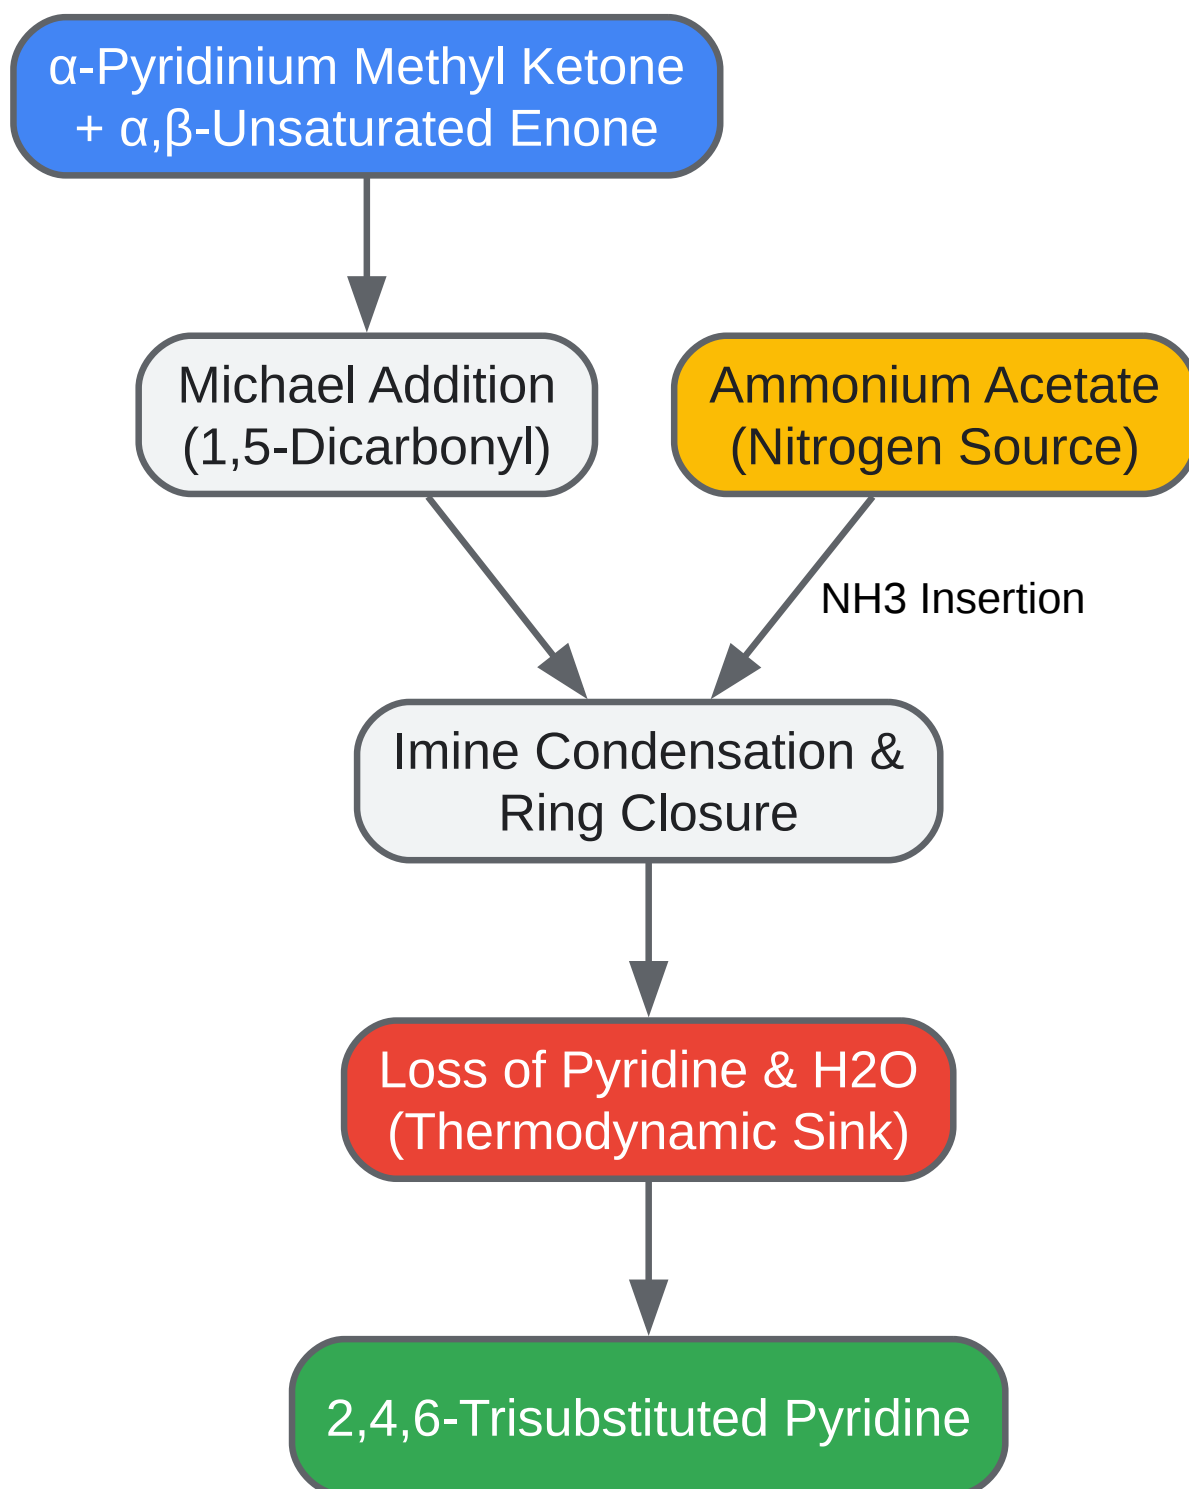 α-Pyridinium Methyl Ketone
+ α,β-Unsaturated Enone
Michael Addition
(1,5-Dicarbonyl)
Ammonium Acetate
(Nitrogen Source)
NH3 Insertion
Imine Condensation &
Ring Closure
Loss of Pyridine & H2O
(Thermodynamic Sink)
2,4,6-Trisubstituted Pyridine